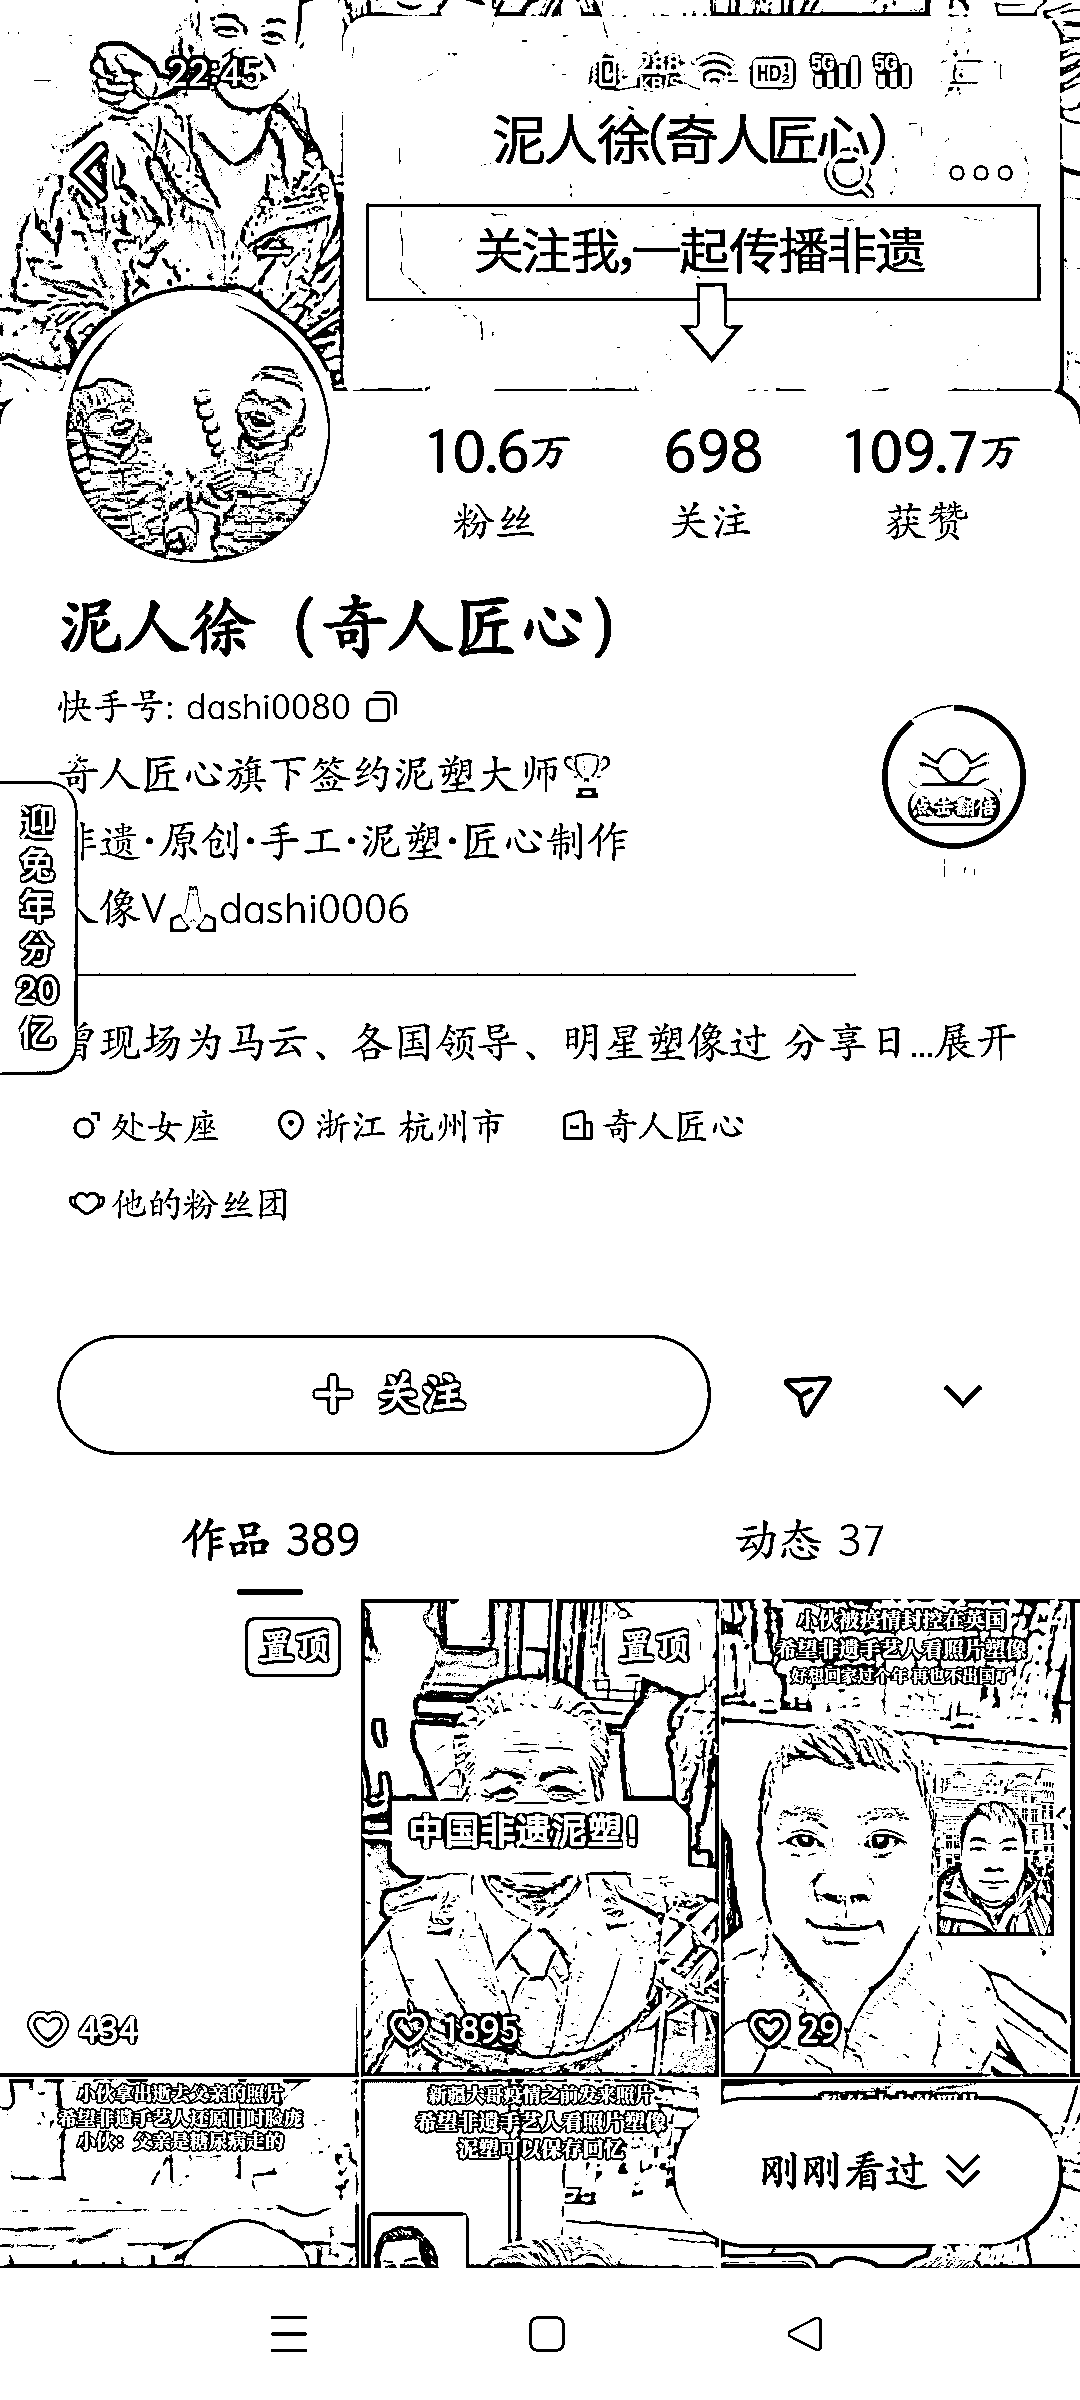 22:45
288 KB/s HD2 5G 5G
泥人徐(奇人匠心)
关注我,一起传播非遗
10.6万 698 109.7万
粉丝 关注 获赞
泥人徐（奇人匠心）
快手号: dashi0080
奇人匠心旗下签约泥塑大师🏆
点击翻倍
非遗·原创·手工·泥塑·匠心制作
人像V🙏dashi0006
迎兔年分20亿
曾现场为马云、各国领导、明星塑像过 分享日...展开
♂处女座 浙江 杭州市 奇人匠心
他的粉丝团
+ 关注
作品 389 动态 37
置顶
434
置顶
中国非遗泥塑!
1895
小伙被疫情封控在英国
希望非遗手艺人看照片塑像
好想回家过个年 再也不出国了
29
小伙拿出逝去父亲的照片
希望非遗手艺人还原旧时脸庞
小伙：父亲是糖尿病走的
新疆大哥疫情之前发来照片
希望非遗手艺人看照片塑像
泥塑可以保存回忆
刚刚看过